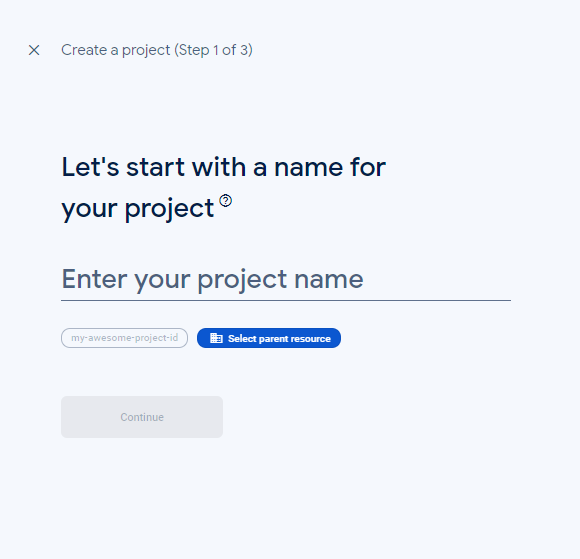 Create a project (Step 1 of 3)
Let's start with a name for
your project ?
Enter your project name
my-awesome-project-id
Select parent resource
Continue